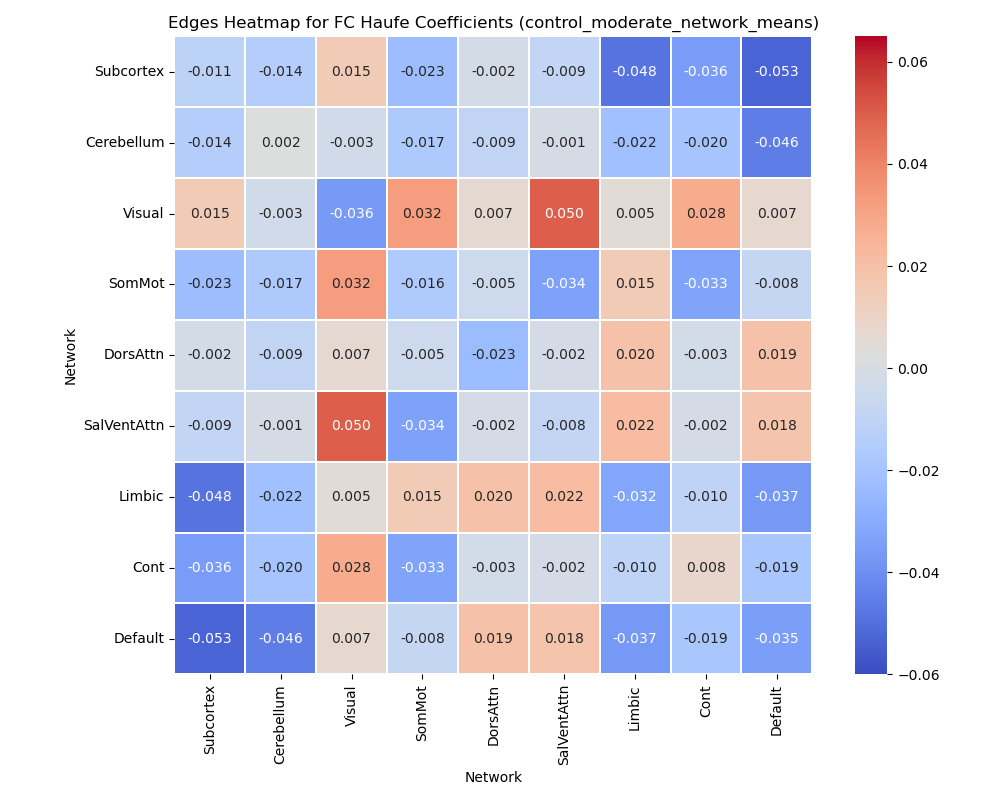 Edges Heatmap for FC Haufe Coefficients (control_moderate_network_means)
Subcortex -0.011 -0.014 0.015 -0.023 -0.002 -0.009 -0.048 -0.036 -0.053
Cerebellum -0.014 0.002 -0.003 -0.017 -0.009 -0.001 -0.022 -0.020 -0.046
Visual 0.015 -0.003 -0.036 0.032 0.007 0.050 0.005 0.028 0.007
SomMot -0.023 -0.017 0.032 -0.016 -0.005 -0.034 0.015 -0.033 -0.008
DorsAttn -0.002 -0.009 0.007 -0.005 -0.023 -0.002 0.020 -0.003 0.019
SalVentAttn -0.009 -0.001 0.050 -0.034 -0.002 -0.008 0.022 -0.002 0.018
Limbic -0.048 -0.022 0.005 0.015 0.020 0.022 -0.032 -0.010 -0.037
Cont -0.036 -0.020 0.028 -0.033 -0.003 -0.002 -0.010 0.008 -0.019
Default -0.053 -0.046 0.007 -0.008 0.019 0.018 -0.037 -0.019 -0.035
Network
Subcortex Cerebellum Visual SomMot DorsAttn SalVentAttn Limbic Cont Default
Network
0.06
0.04
0.02
0.00
−0.02
−0.04
−0.06